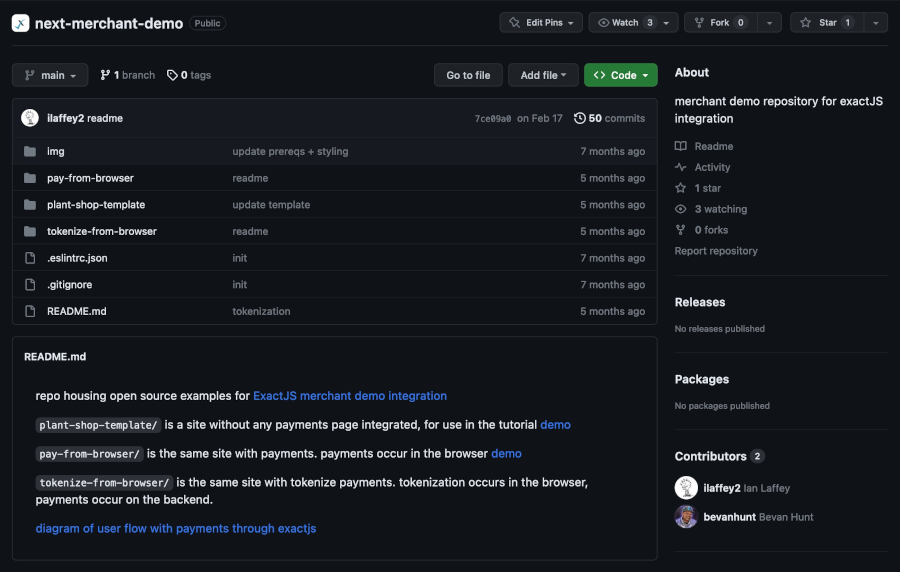 next-merchant-demo Public Edit Pins Watch 3 Fork 0 Star 1
main 1 branch 0 tags Go to file Add file Code
ilaffey2 readme 7ce09a0 on Feb 17 50 commits
img update prereqs + styling 7 months ago
pay-from-browser readme 5 months ago
plant-shop-template update template 5 months ago
tokenize-from-browser readme 5 months ago
.eslintrc.json init 7 months ago
.gitignore init 7 months ago
README.md tokenization 5 months ago
README.md
repo housing open source examples for ExactJS merchant demo integration
plant-shop-template/ is a site without any payments page integrated, for use in the tutorial demo
pay-from-browser/ is the same site with payments. payments occur in the browser demo
tokenize-from-browser/ is the same site with tokenize payments. tokenization occurs in the browser,
payments occur on the backend.
diagram of user flow with payments through exactjs
About
merchant demo repository for exactJS
integration
Readme
Activity
1 star
3 watching
0 forks
Report repository
Releases
No releases published
Packages
No packages published
Contributors 2
ilaffey2 Ian Laffey
bevanhunt Bevan Hunt